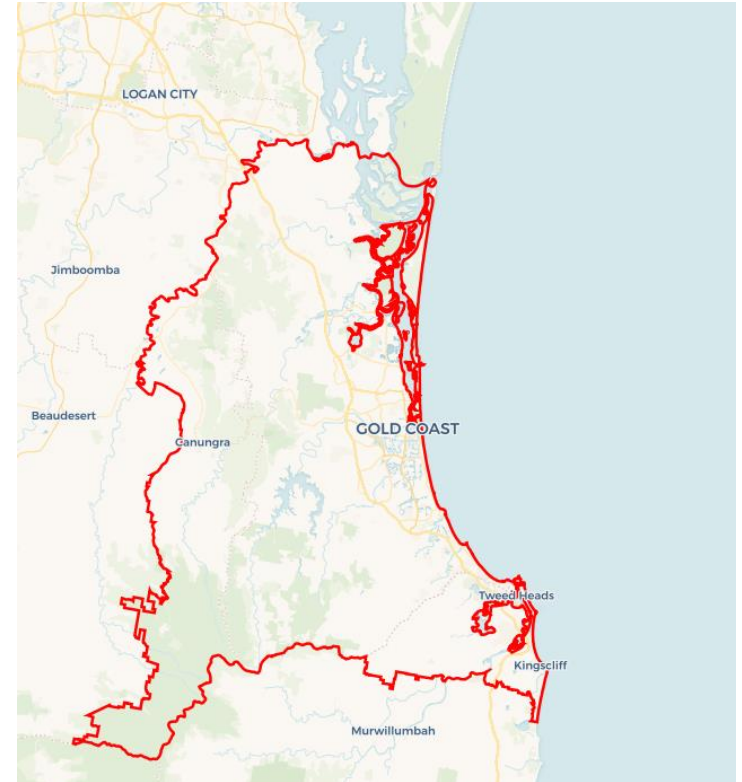 LOGAN CITY
Jimboomba
Beaudesert
Canungra
GOLD COAST
Tweed Heads
Kingscliff
Murwillumbah